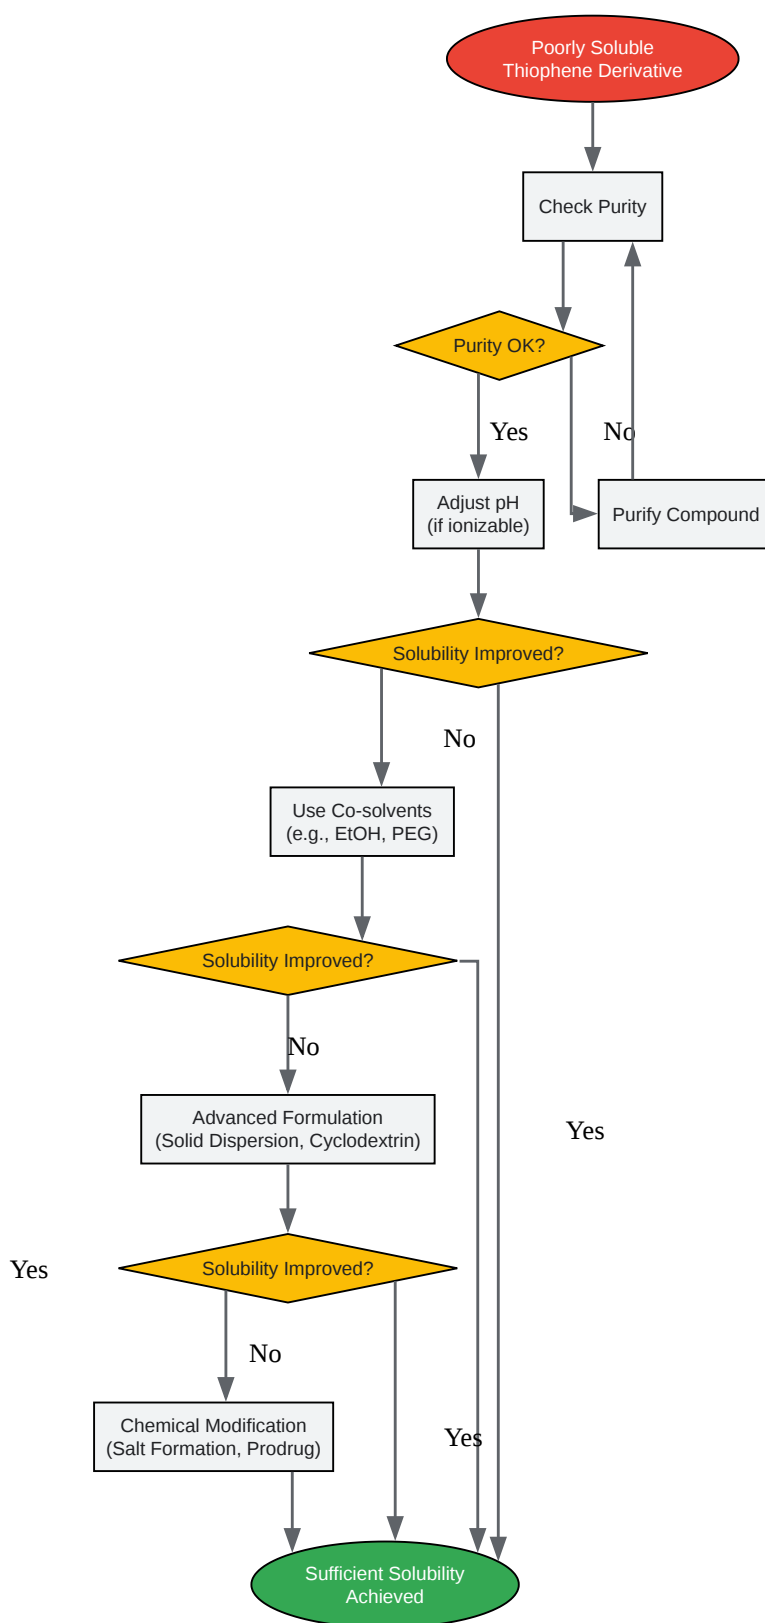 Poorly Soluble
Thiophene Derivative
Check Purity
Purity OK?
Yes
No
Adjust pH
(if ionizable)
Purify Compound
Solubility Improved?
No
Use Co-solvents
(e.g., EtOH, PEG)
Solubility Improved?
No
Advanced Formulation
(Solid Dispersion, Cyclodextrin)
Yes
Solubility Improved?
Yes
No
Chemical Modification
(Salt Formation, Prodrug)
Yes
Sufficient Solubility
Achieved